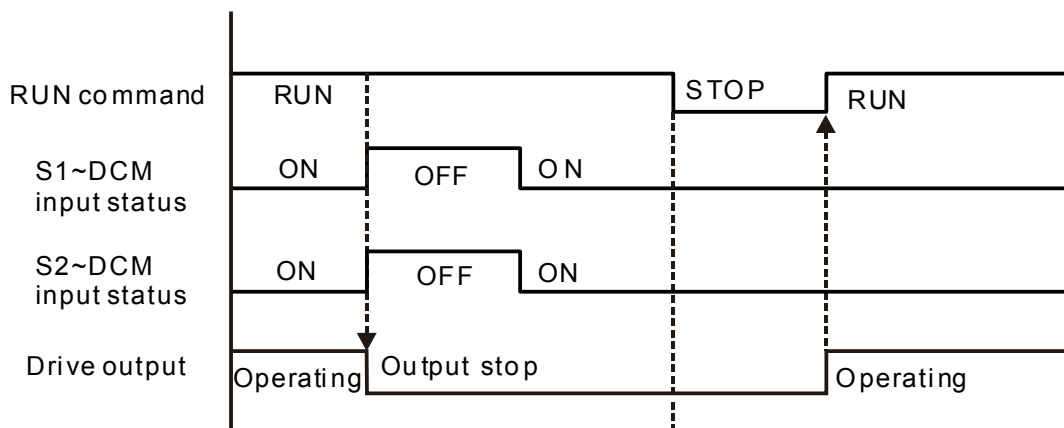 RUN command
RUN
STOP
RUN
S1~DCM
input status
ON
OFF
ON
S2~DCM
input status
ON
OFF
ON
Drive output
Operating
Output stop
Operating